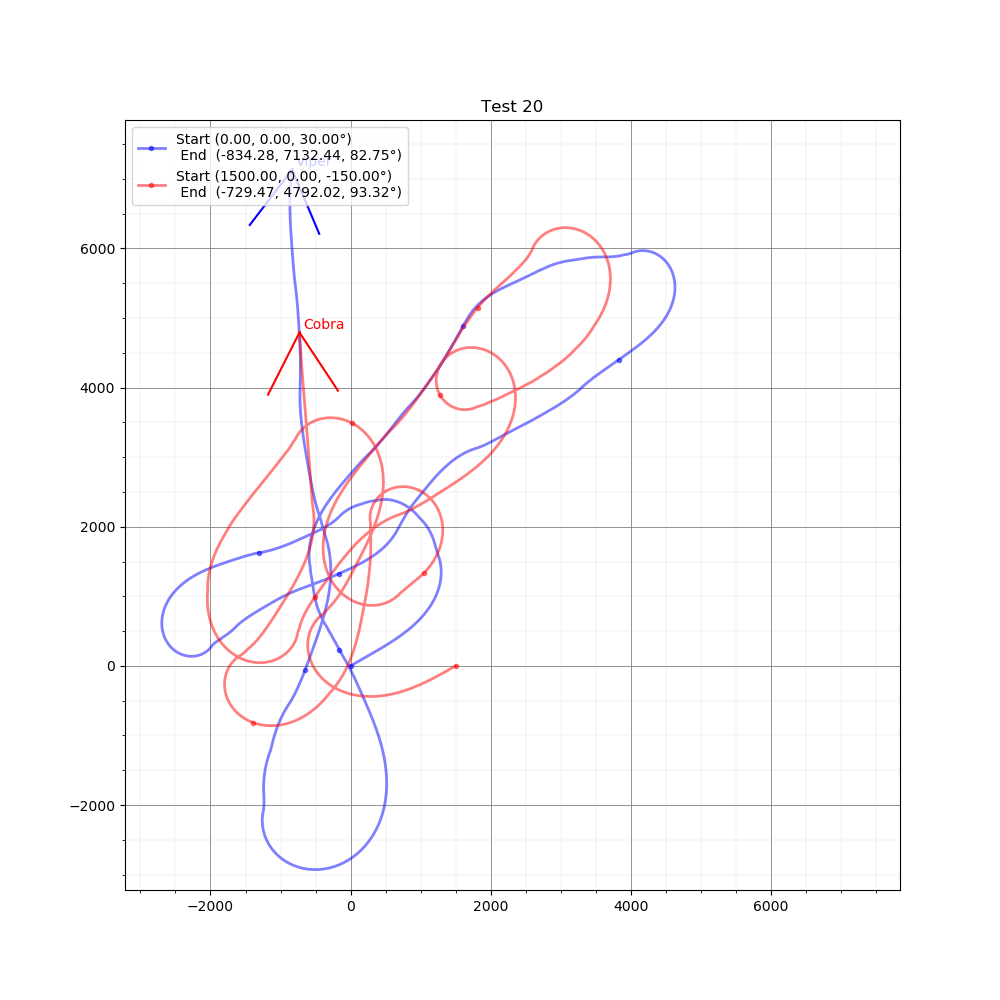 Test 20
Start (0.00, 0.00, 30.00°)
End (-834.28, 7132.44, 82.75°)
Viper
Start (1500.00, 0.00, -150.00°)
End (-729.47, 4792.02, 93.32°)
6000
Cobra
4000
2000
0
−2000
−2000 0 2000 4000 6000